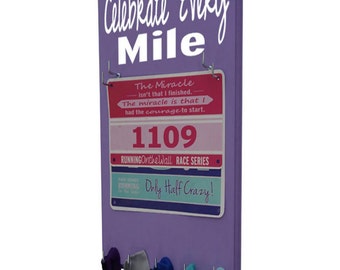 Celebrate Every
Mile
The Miracle
isn't that I finished.
The miracle is that I
had the courage to start.
1109
RUNNINGOntheWall RACE SERIES
Only Half Crazy!